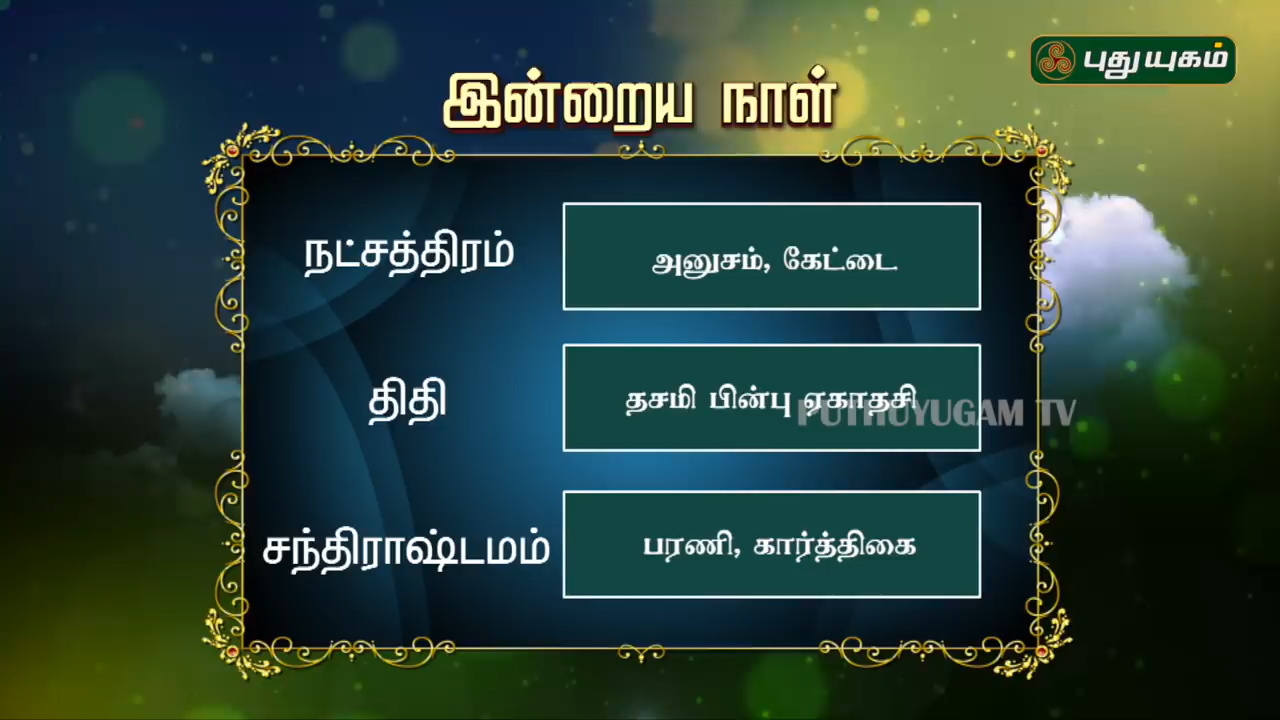 புதுயுகம்
இன்றைய நாள்
நட்சத்திரம்
அனுசம், கேட்டை
திதி
தசமி பின்பு ஏகாதசி
PUTHUYUGAM TV
சந்திராஷ்டமம்
பரணி, கார்த்திகை